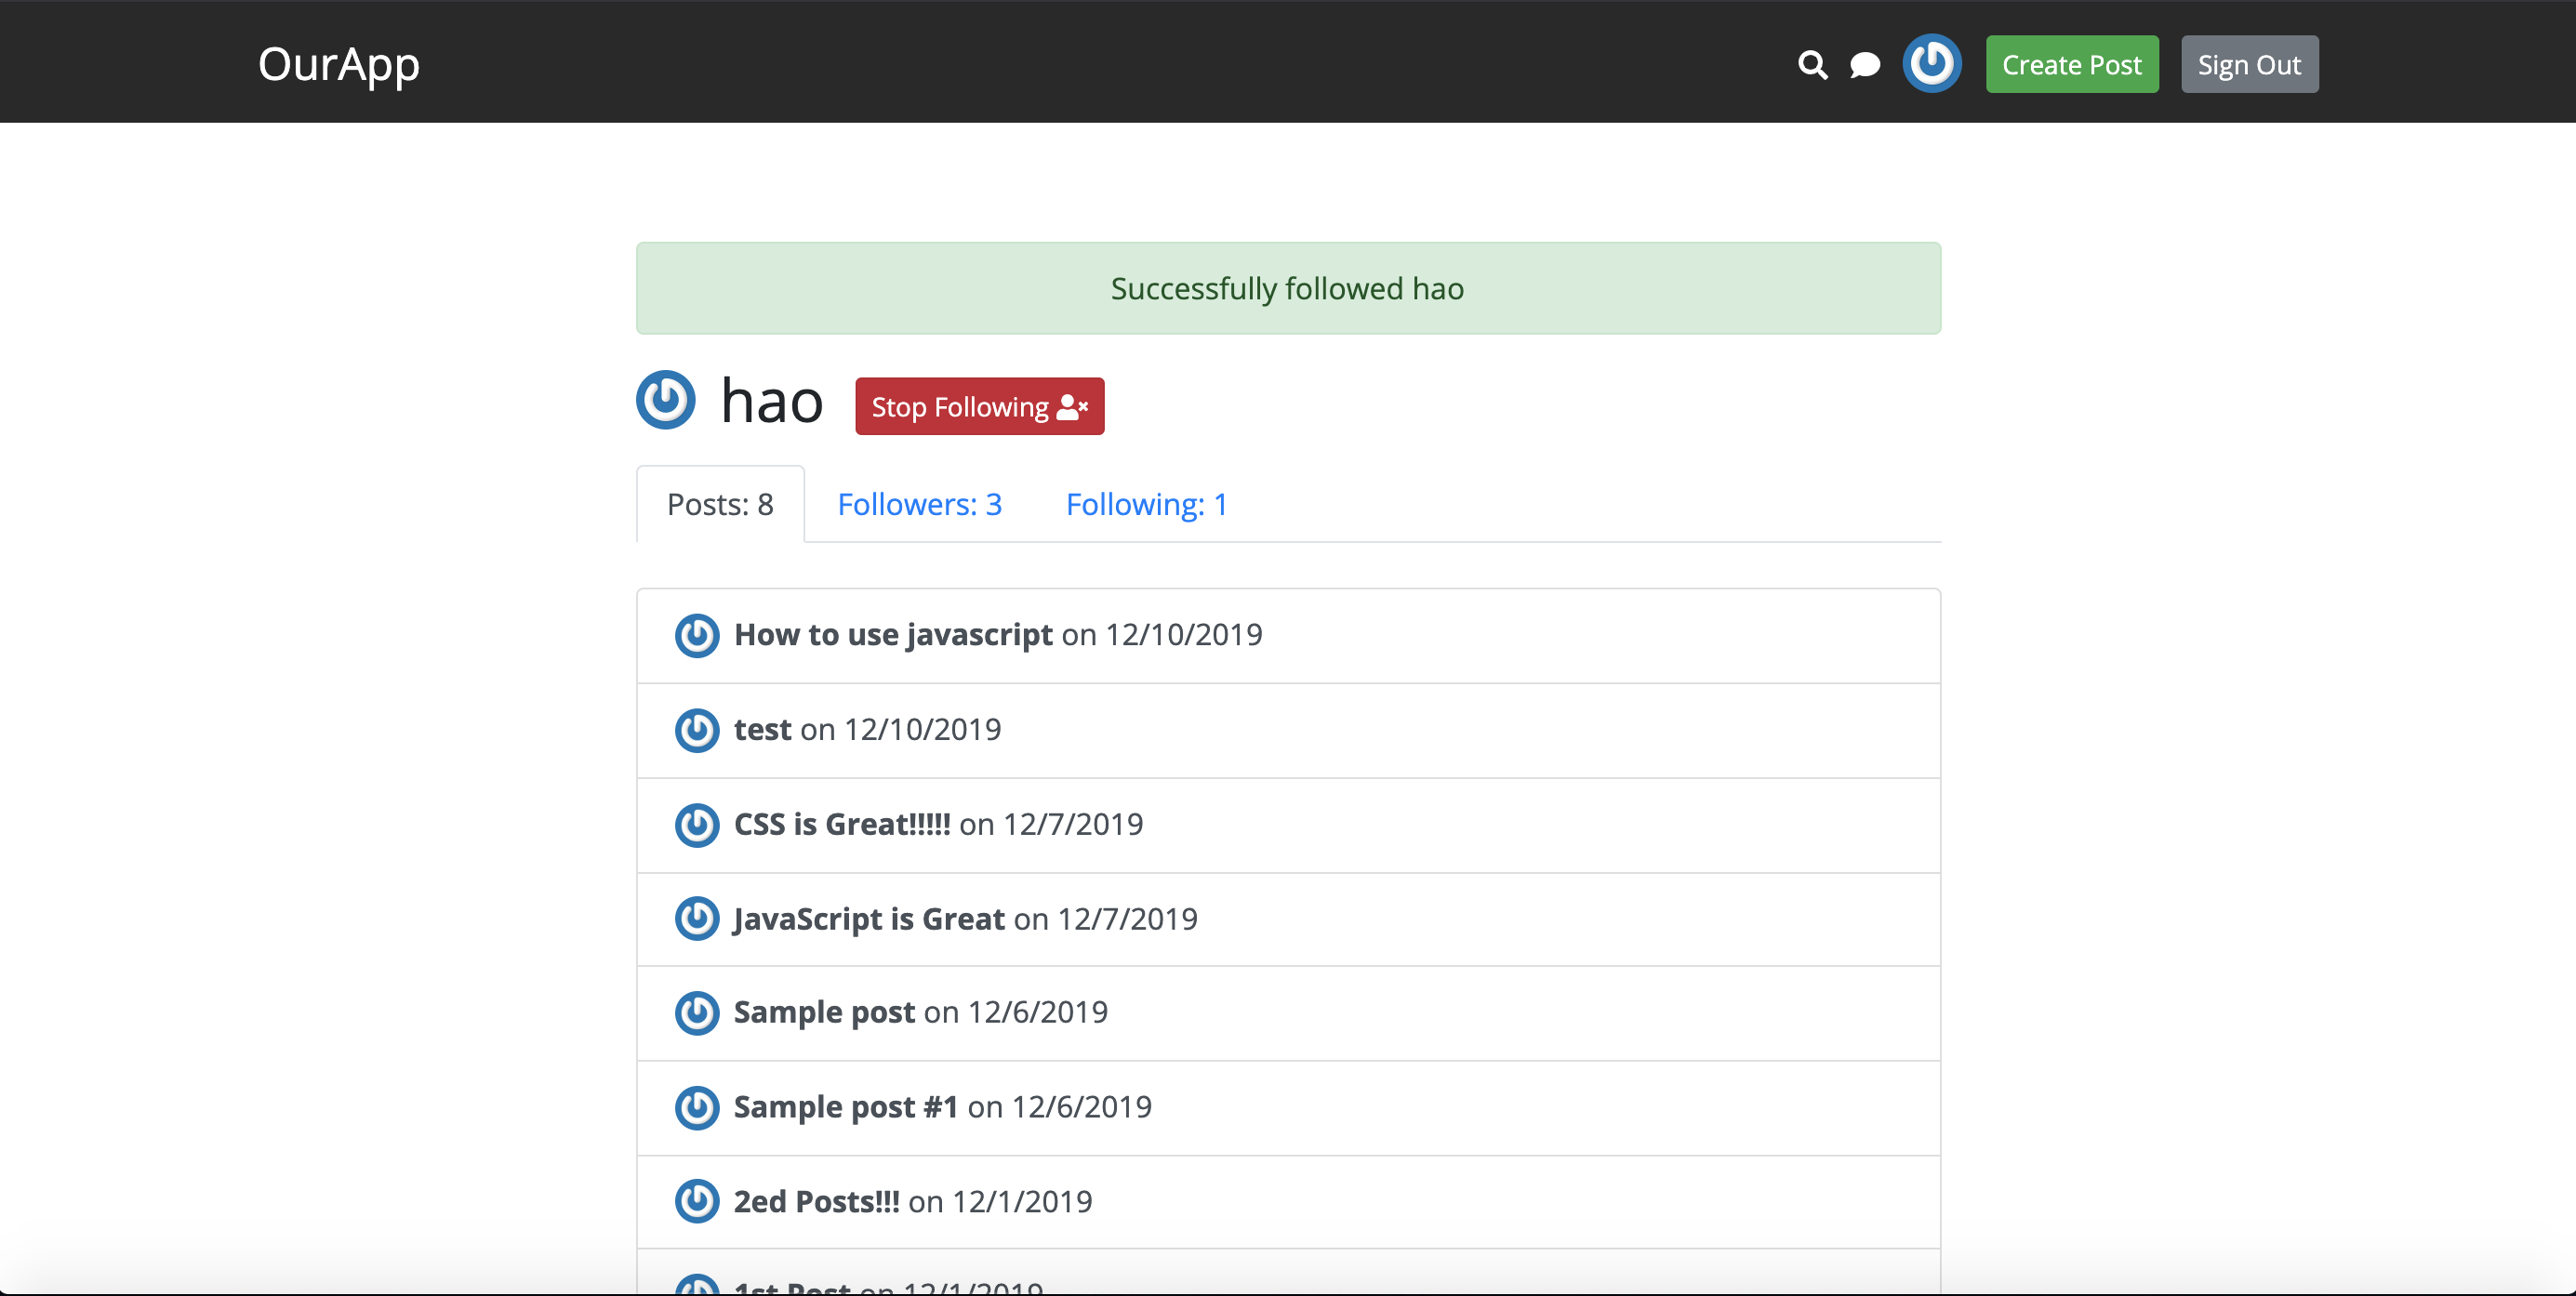 OurApp
Create Post
Sign Out
Successfully followed hao
hao
Stop Following
Posts: 8
Followers: 3
Following: 1
How to use javascript on 12/10/2019
test on 12/10/2019
CSS is Great!!!!! on 12/7/2019
JavaScript is Great on 12/7/2019
Sample post on 12/6/2019
Sample post #1 on 12/6/2019
2ed Posts!!! on 12/1/2019
1st Post on 12/1/2019